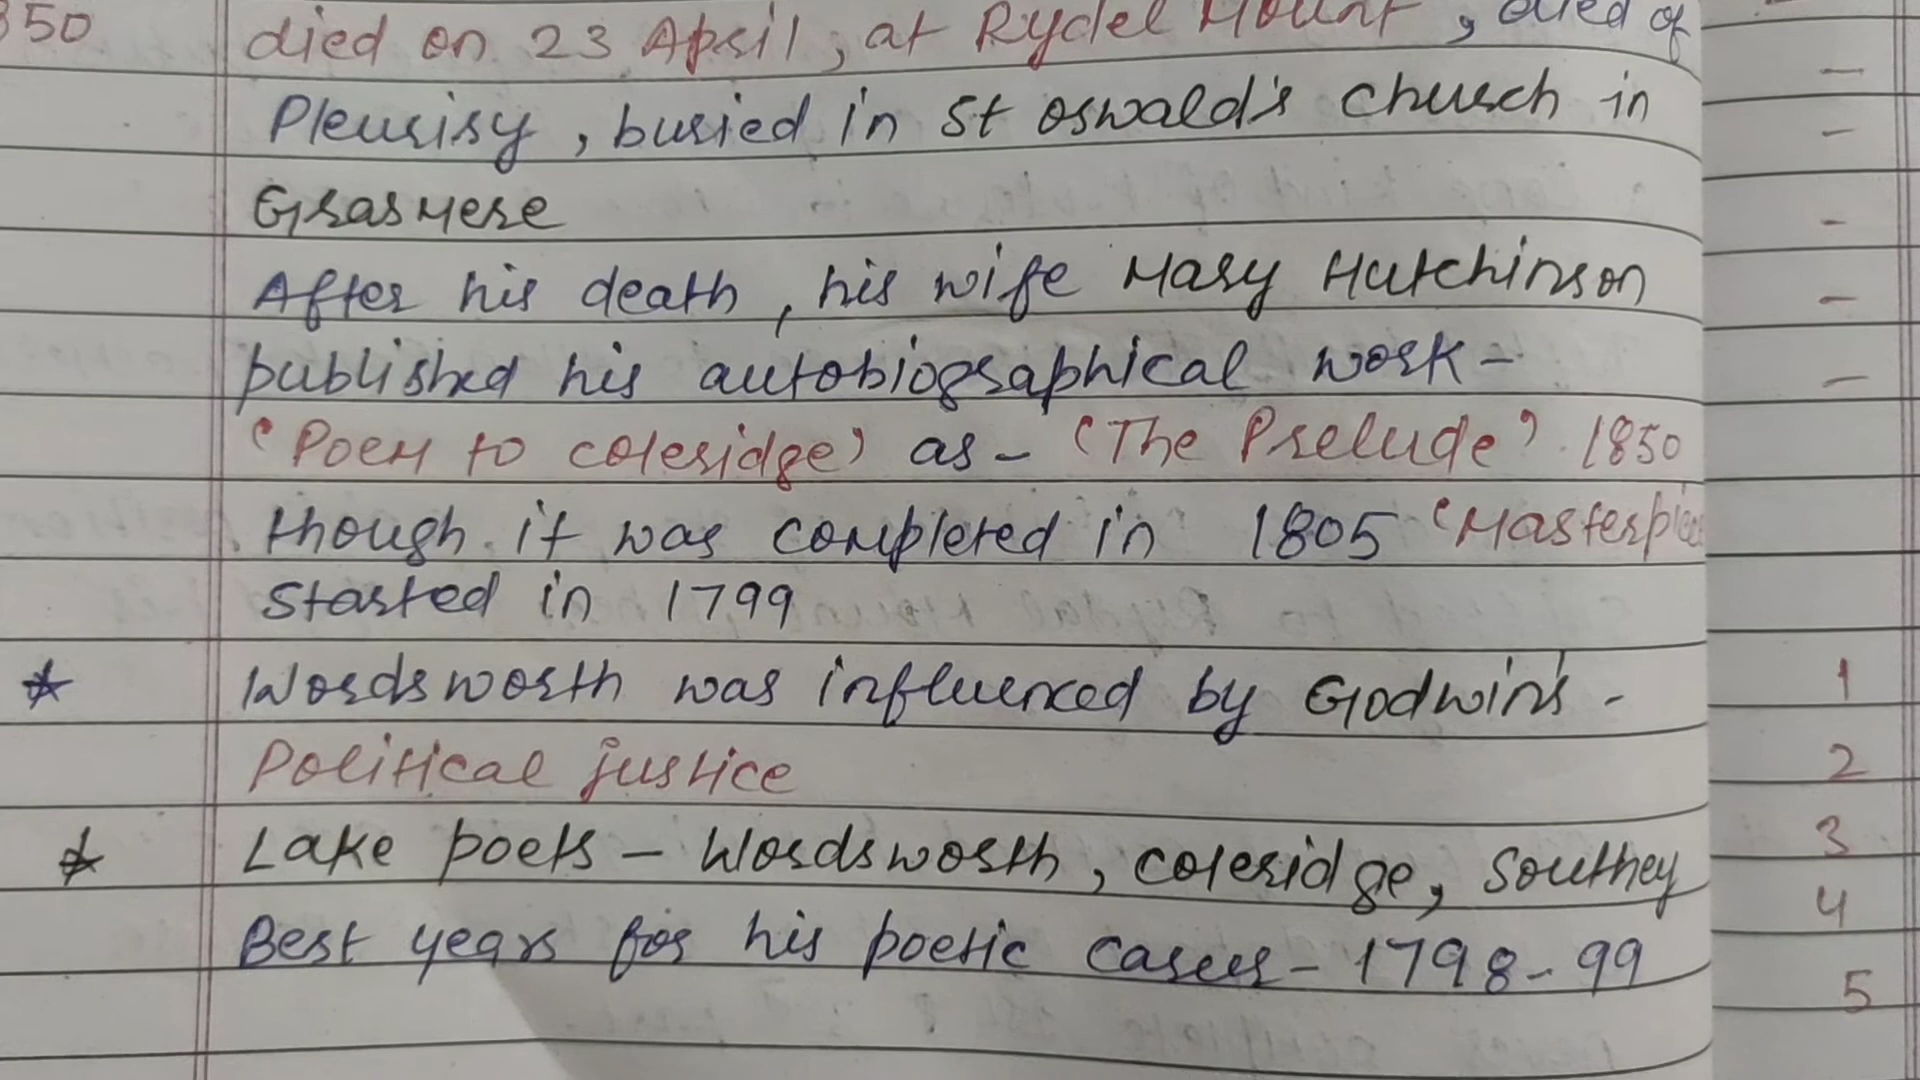 850 died on 23 April, at Rydel Mount, died of
Pleurisy, buried in St Oswald's church in
Grasmere
After his death, his wife Mary Hutchinson
published his autobiographical work -
'Poem to coleridge' as - 'The Prelude' 1850
though it was completed in 1805 'Masterpiece
started in 1799
Wordsworth was influenced by Godwin's -
Political justice
Lake poets - Wordsworth, coleridge, Southey
Best years for his poetic career - 1798-99
1
2
3
4
5